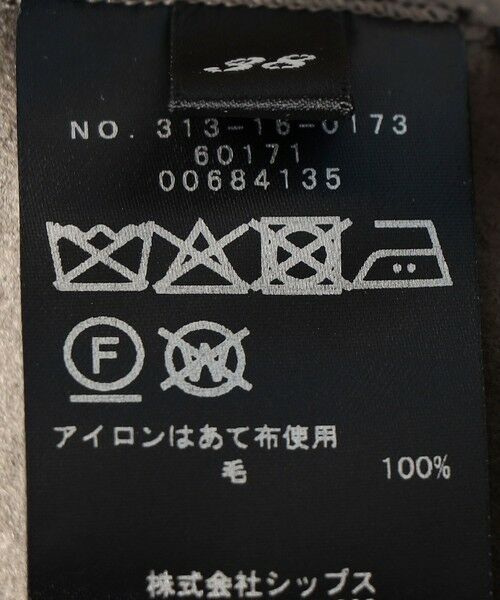 38
NO. 313-16-0173
60171
00684135
F
W
アイロンはあて布使用
毛 100%
株式会社シップス